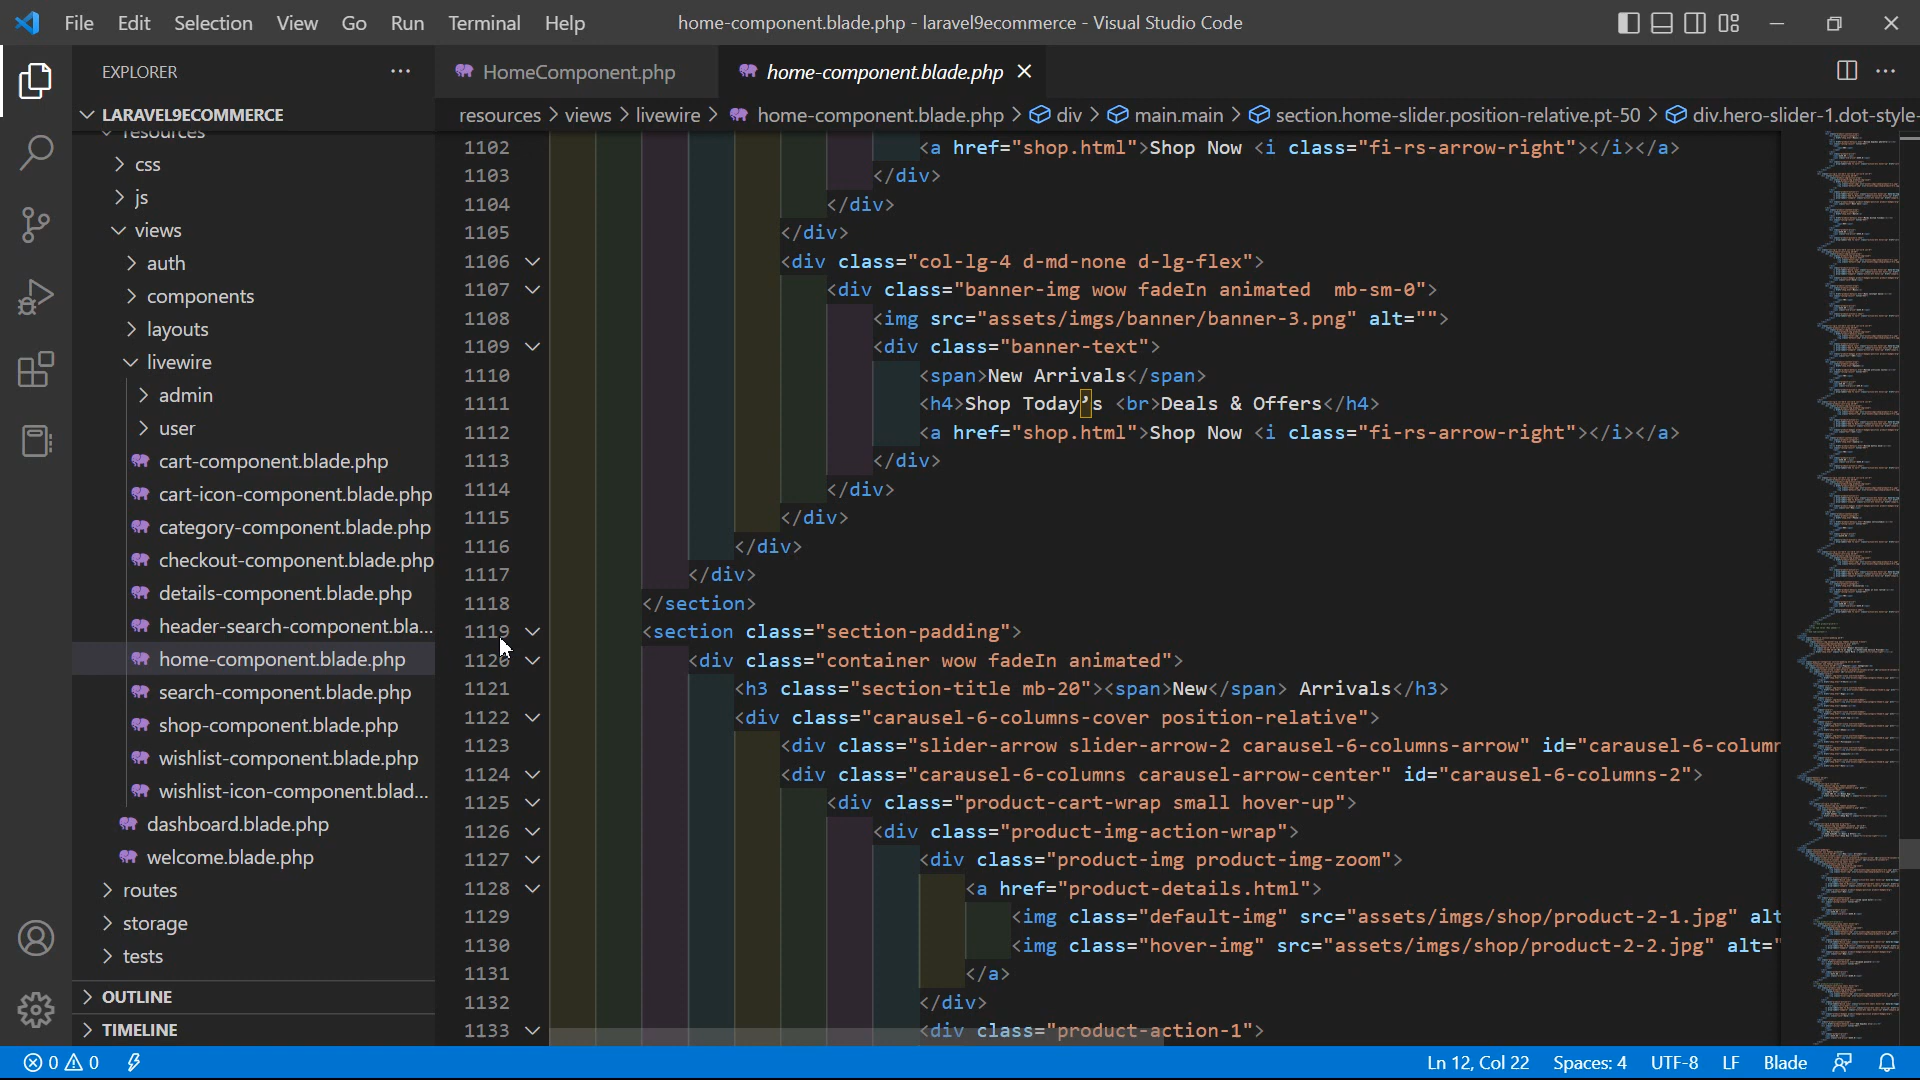 File Edit Selection View Go Run Terminal Help
home-component.blade.php - laravel9ecommerce - Visual Studio Code
EXPLORER
LARAVEL9ECOMMERCE
resources
css
js
views
auth
components
layouts
livewire
admin
user
cart-component.blade.php
cart-icon-component.blade.php
category-component.blade.php
checkout-component.blade.php
details-component.blade.php
header-search-component.bla...
home-component.blade.php
search-component.blade.php
shop-component.blade.php
wishlist-component.blade.php
wishlist-icon-component.blad...
dashboard.blade.php
welcome.blade.php
routes
storage
tests
OUTLINE
TIMELINE
HomeComponent.php
home-component.blade.php
resources > views > livewire > home-component.blade.php > div > main.main > section.home-slider.position-relative.pt-50 > div.hero-slider-1.dot-style-
1102 <a href="shop.html">Shop Now <i class="fi-rs-arrow-right"></i></a>
1103 </div>
1104 </div>
1105 </div>
1106 <div class="col-lg-4 d-md-none d-lg-flex">
1107 <div class="banner-img wow fadeIn animated  mb-sm-0">
1108 <img src="assets/imgs/banner/banner-3.png" alt="">
1109 <div class="banner-text">
1110 <span>New Arrivals</span>
1111 <h4>Shop Today’s <br>Deals & Offers</h4>
1112 <a href="shop.html">Shop Now <i class="fi-rs-arrow-right"></i></a>
1113 </div>
1114 </div>
1115 </div>
1116 </div>
1117 </div>
1118 </section>
1119 <section class="section-padding">
1120 <div class="container wow fadeIn animated">
1121 <h3 class="section-title mb-20"><span>New</span> Arrivals</h3>
1122 <div class="carausel-6-columns-cover position-relative">
1123 <div class="slider-arrow slider-arrow-2 carausel-6-columns-arrow" id="carausel-6-column
1124 <div class="carausel-6-columns carausel-arrow-center" id="carausel-6-columns-2">
1125 <div class="product-cart-wrap small hover-up">
1126 <div class="product-img-action-wrap">
1127 <div class="product-img product-img-zoom">
1128 <a href="product-details.html">
1129 <img class="default-img" src="assets/imgs/shop/product-2-1.jpg" alt
1130 <img class="hover-img" src="assets/imgs/shop/product-2-2.jpg" alt="
1131 </a>
1132 </div>
1133 <div class="product-action-1">
0 0
Ln 12, Col 22 Spaces: 4 UTF-8 LF Blade